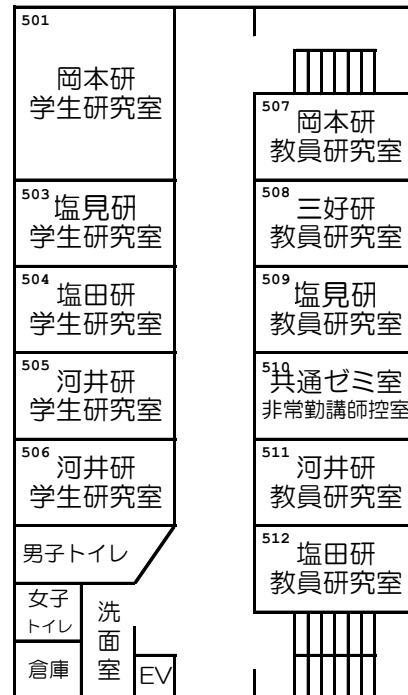 501
岡本研
学生研究室
503
塩見研
学生研究室
504
塩田研
学生研究室
505
河井研
学生研究室
506
河井研
学生研究室
男子トイレ
女子
トイレ
洗
面
室
倉庫
EV
507
岡本研
教員研究室
508
三好研
教員研究室
509
塩見研
教員研究室
510
共通ゼミ室
非常勤講師控室
511
河井研
教員研究室
512
塩田研
教員研究室